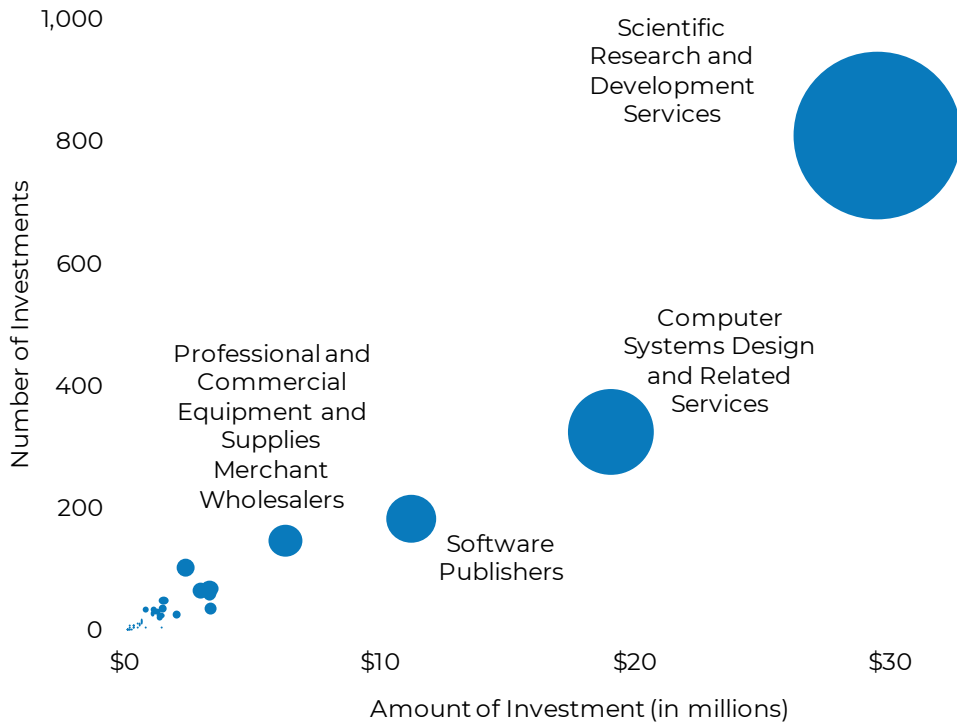 1,000
800
600
400
200
0
Number of Investments
Scientific
Research and
Development
Services
Computer
Systems Design
and Related
Services
Professional and
Commercial
Equipment and
Supplies
Merchant
Wholesalers
Software
Publishers
$0
$10
$20
$30
Amount of Investment (in millions)